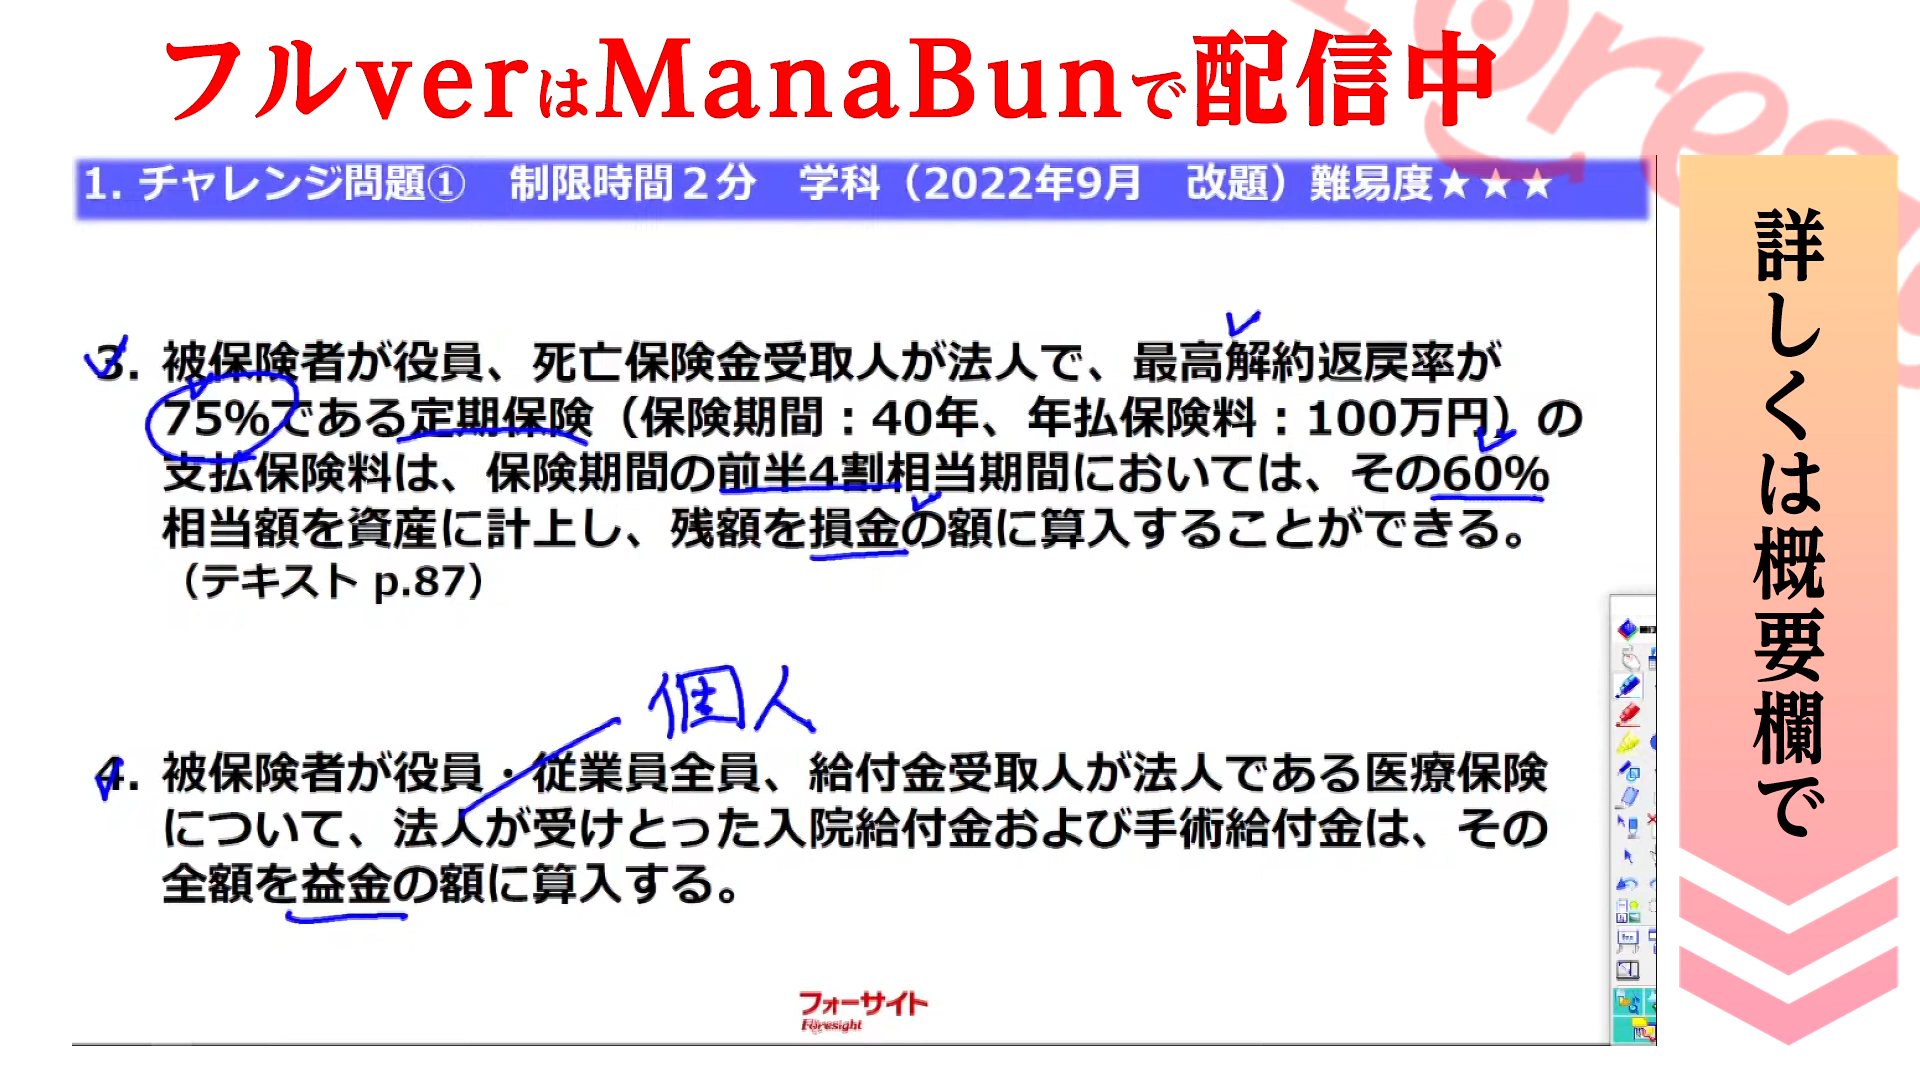 フルverはManaBunで配信中
1. チャレンジ問題① 制限時間２分 学科（2022年9月 改題）難易度★★★
3. 被保険者が役員、死亡保険金受取人が法人で、最高解約返戻率が
75%である定期保険（保険期間：40年、年払保険料：100万円）の
支払保険料は、保険期間の前半4割相当期間においては、その60%
相当額を資産に計上し、残額を損金の額に算入することができる。
（テキスト p.87）
個人
4. 被保険者が役員・従業員全員、給付金受取人が法人である医療保険
について、法人が受けとった入院給付金および手術給付金は、その
全額を益金の額に算入する。
フォーサイト
Foresight
詳しくは概要欄で